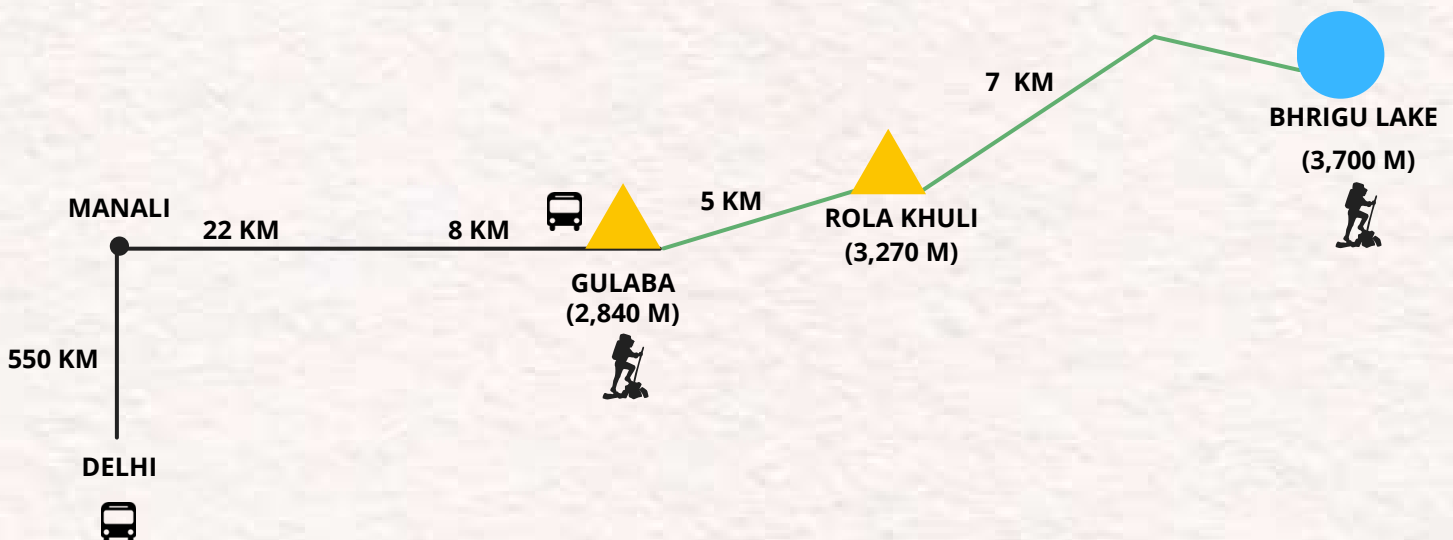 7 KM
BHRIGU LAKE
(3,700 M)
5 KM
ROLA KHULI
(3,270 M)
MANALI
22 KM
8 KM
GULABA
(2,840 M)
550 KM
DELHI